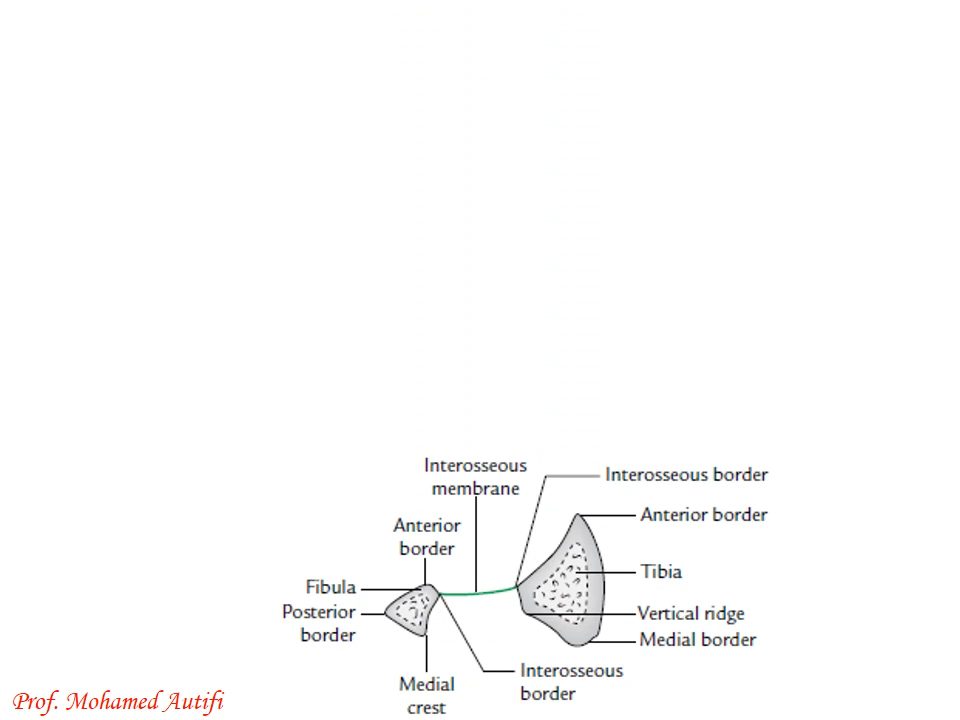 Interosseous
membrane
Interosseous border
Anterior
border
Anterior border
Fibula
Tibia
Posterior
border
Vertical ridge
Medial border
Interosseous
border
Medial
crest
Prof. Mohamed Autifi